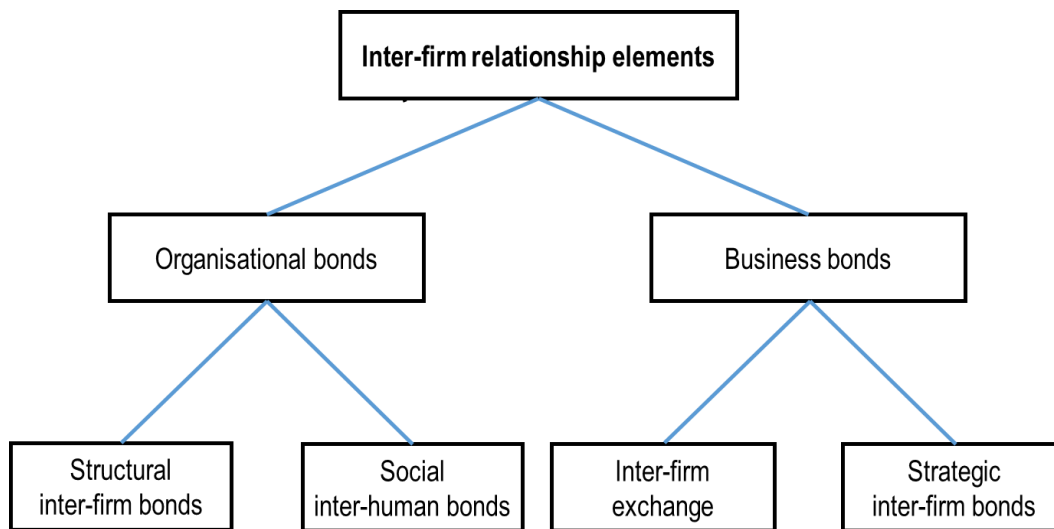 Inter-firm relationship elements
Organisational bonds
Business bonds
Structural
inter-firm bonds
Social
inter-human bonds
Inter-firm
exchange
Strategic
inter-firm bonds